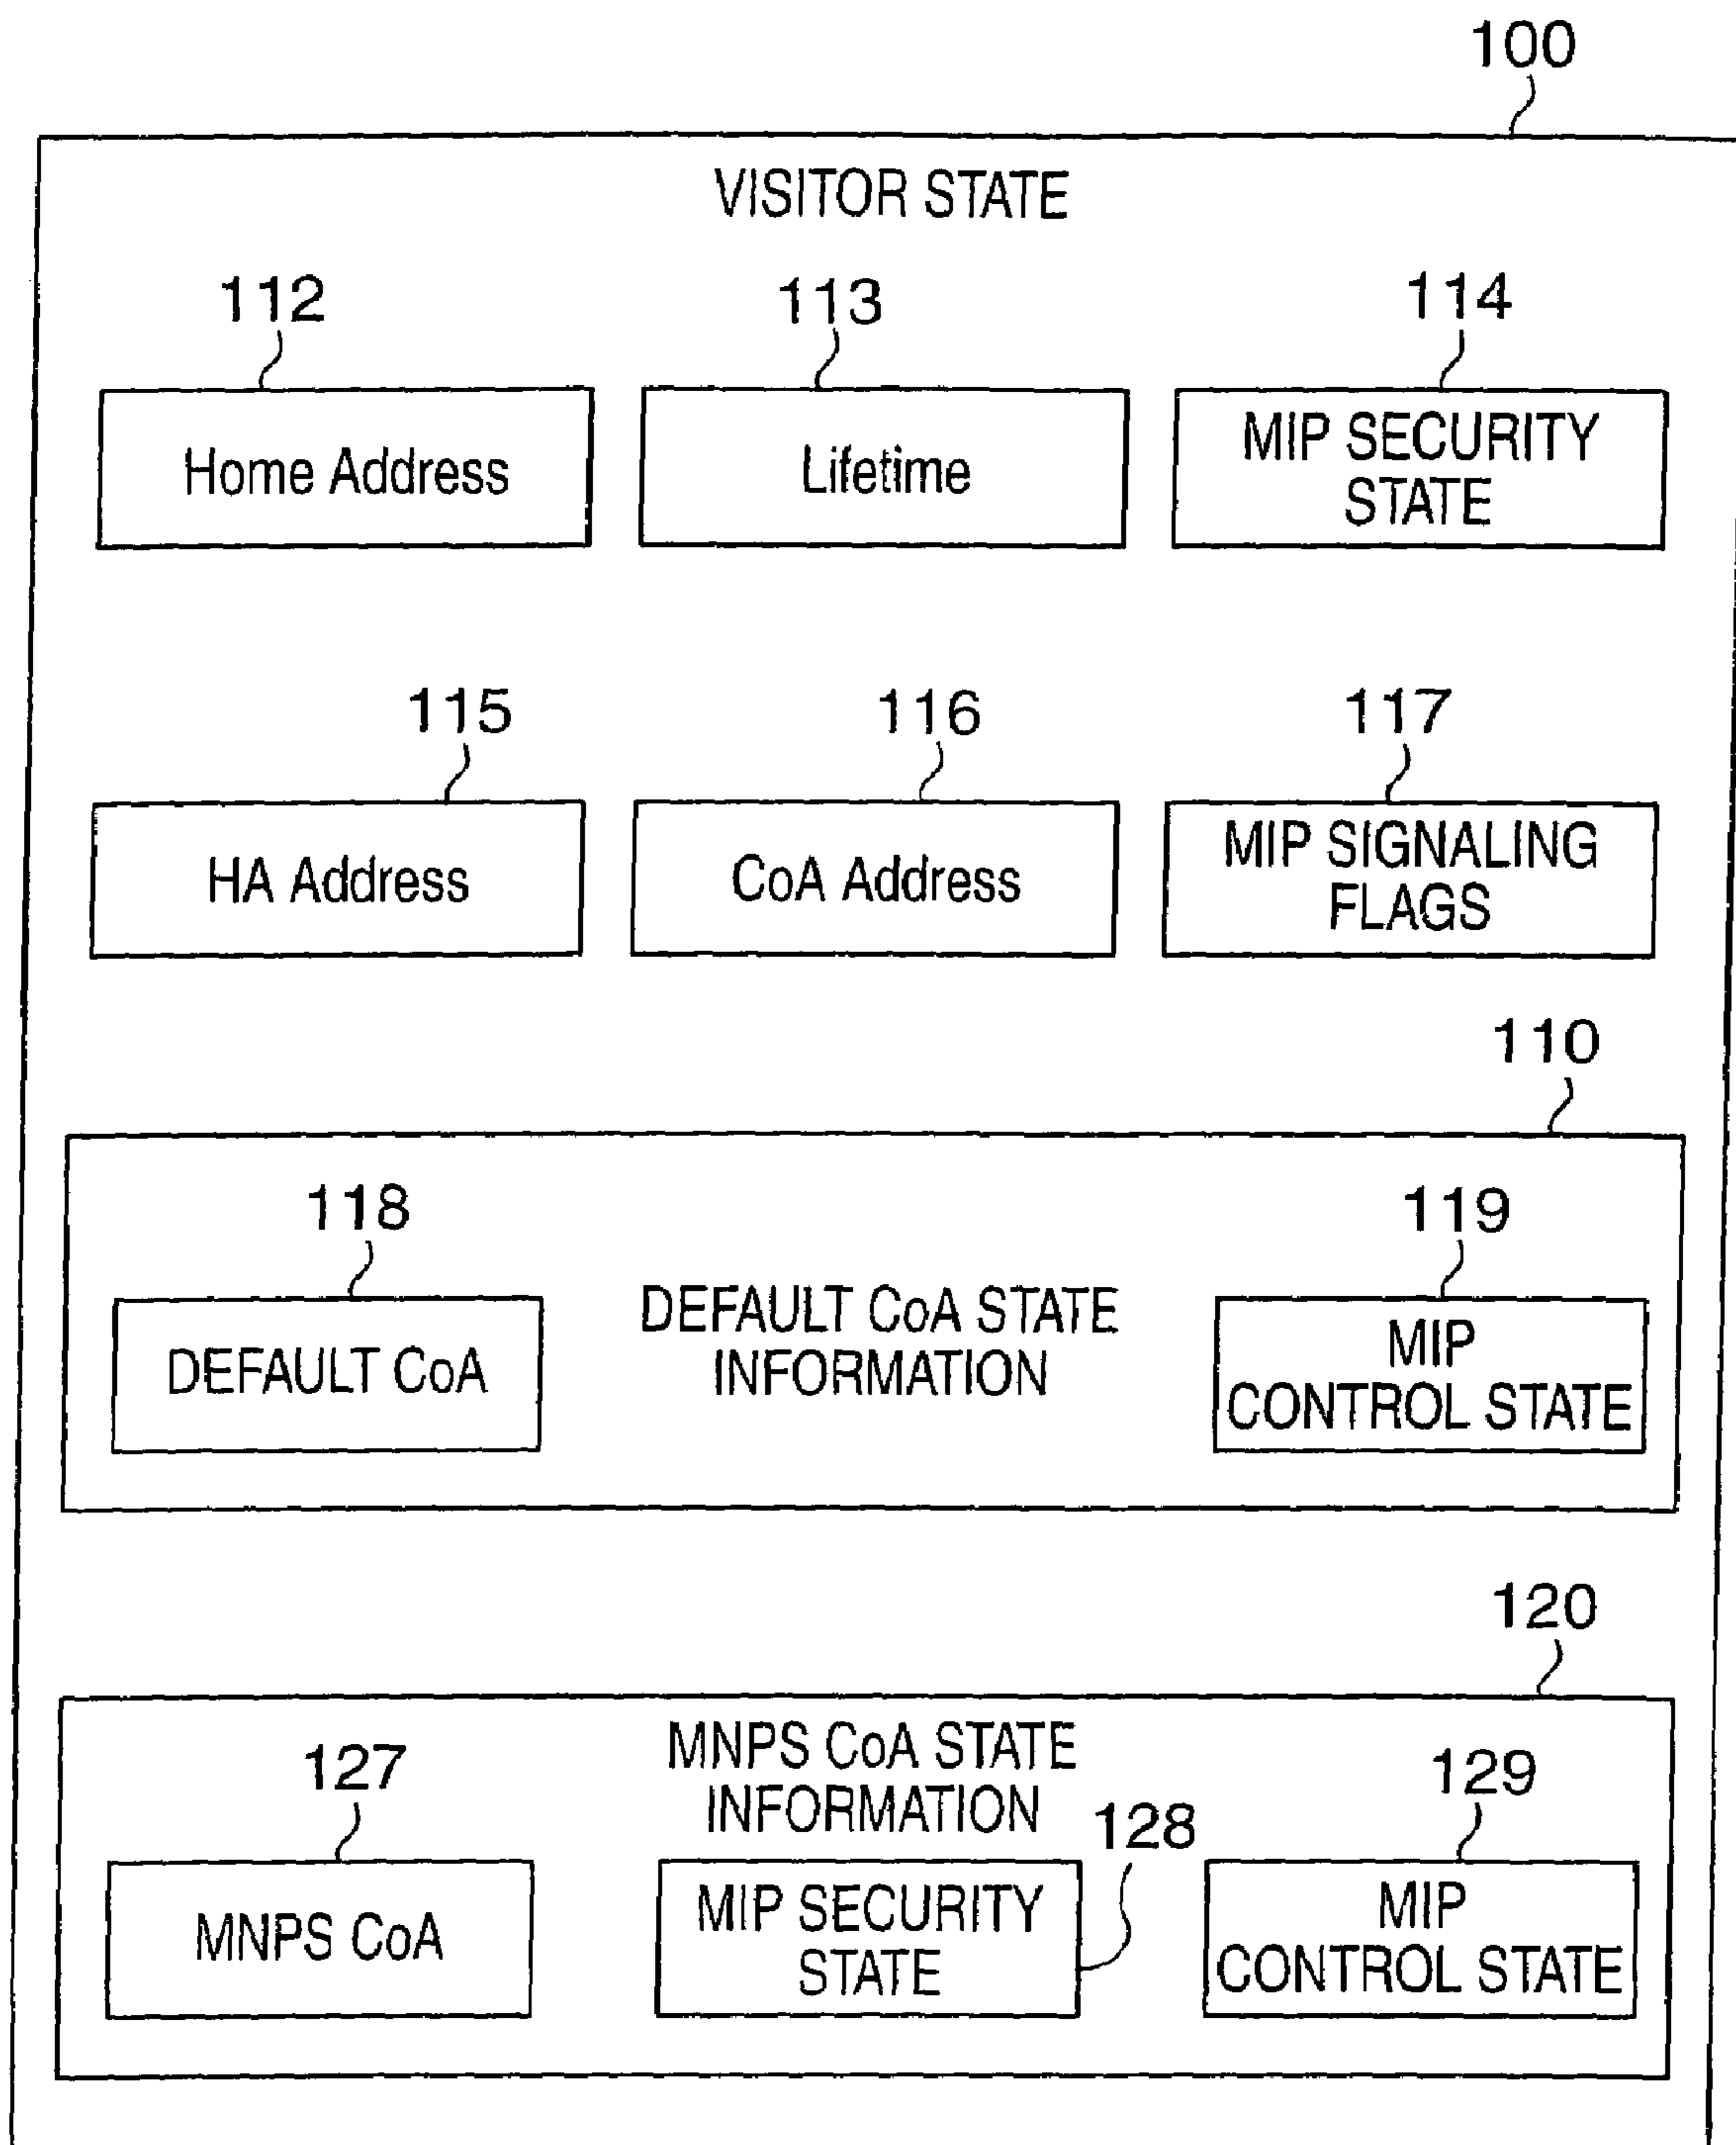 100
VISITOR STATE
112
113
114
Home Address
Lifetime
MIP SECURITY
STATE
115
116
117
HA Address
CoA Address
MIP SIGNALING
FLAGS
110
118
119
DEFAULT CoA
DEFAULT CoA STATE
INFORMATION
MIP
CONTROL STATE
120
MNPS CoA STATE
INFORMATION
127
128
129
MNPS CoA
MIP SECURITY
STATE
MIP
CONTROL STATE